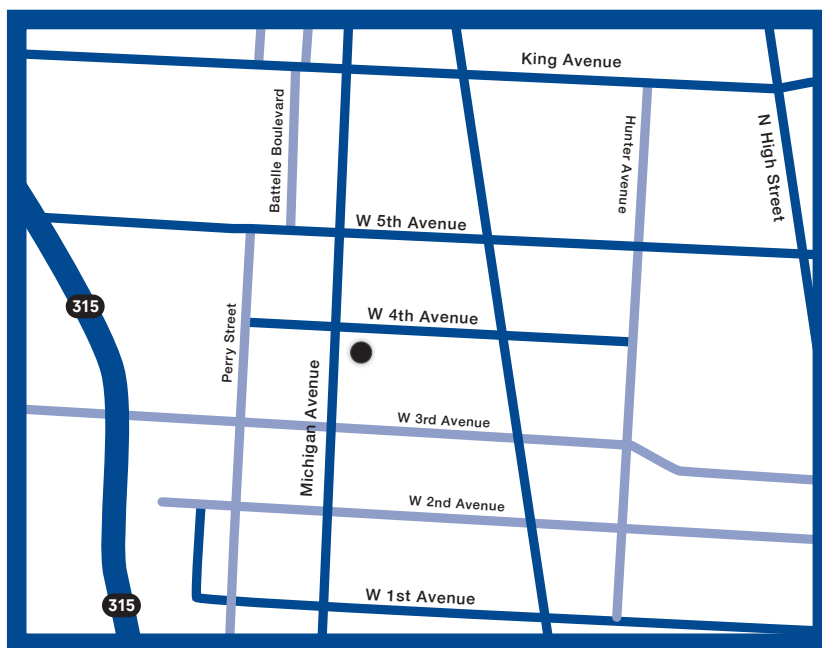 King Avenue
Battelle Boulevard
Hunter Avenue
N High Street
W 5th Avenue
315
W 4th Avenue
Perry Street
Michigan Avenue
W 3rd Avenue
W 2nd Avenue
W 1st Avenue
315